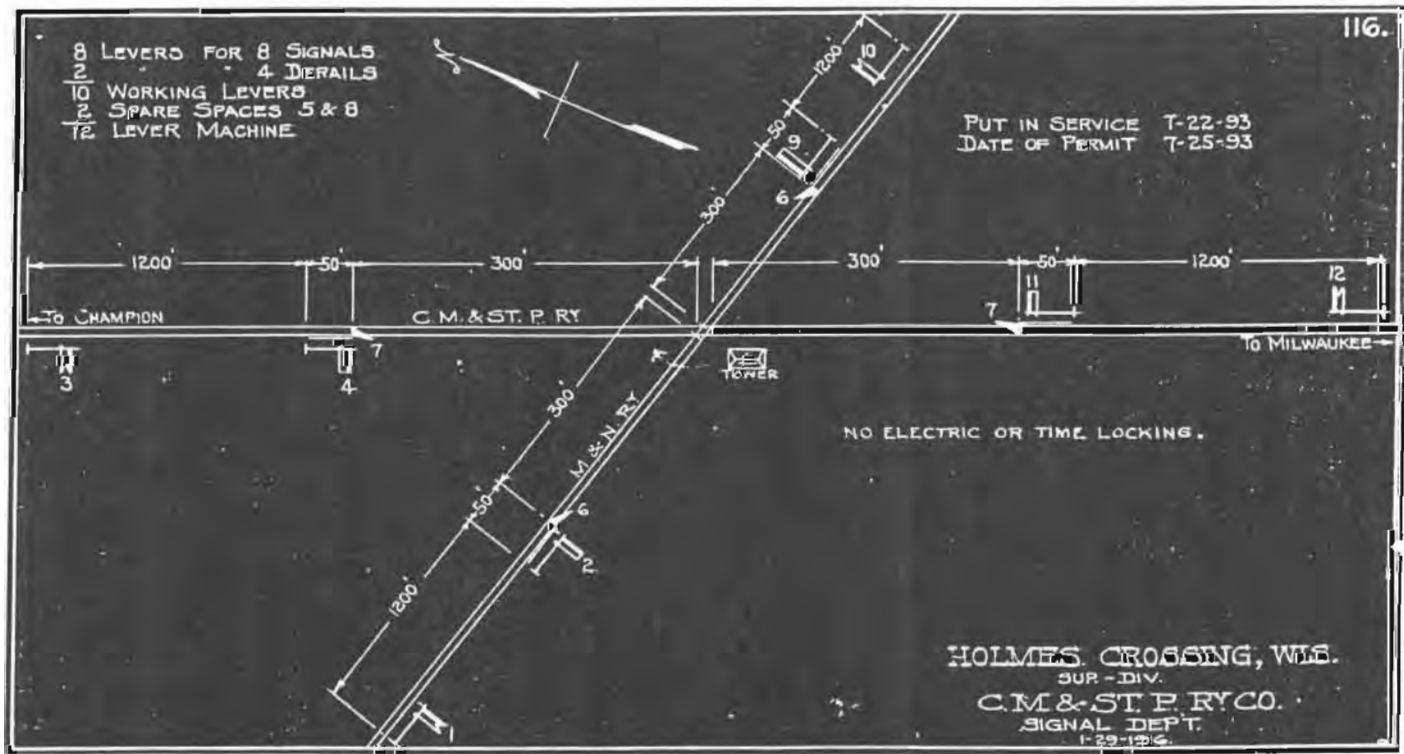 116.
8 LEVERS FOR 8 SIGNALS
2 " " 4 DERAILS
10 WORKING LEVERS
2 SPARE SPACES 5 & 8
12 LEVER MACHINE
N
PUT IN SERVICE 7-22-93
DATE OF PERMIT 7-25-93
1200'
10
50'
9
6
300'
1200'
50'
300'
300'
50'
1200'
11
12
TO CHAMPION
C.M. & ST. P. RY
7
7
TO MILWAUKEE
3
4
TOWER
300'
M & N. RY
NO ELECTRIC OR TIME LOCKING.
50'
6
2
1200'
1
HOLMES CROSSING, WIS.
SUP.-DIV.
C.M. & ST. P. RY CO.
SIGNAL DEPT.
1-29-1916.